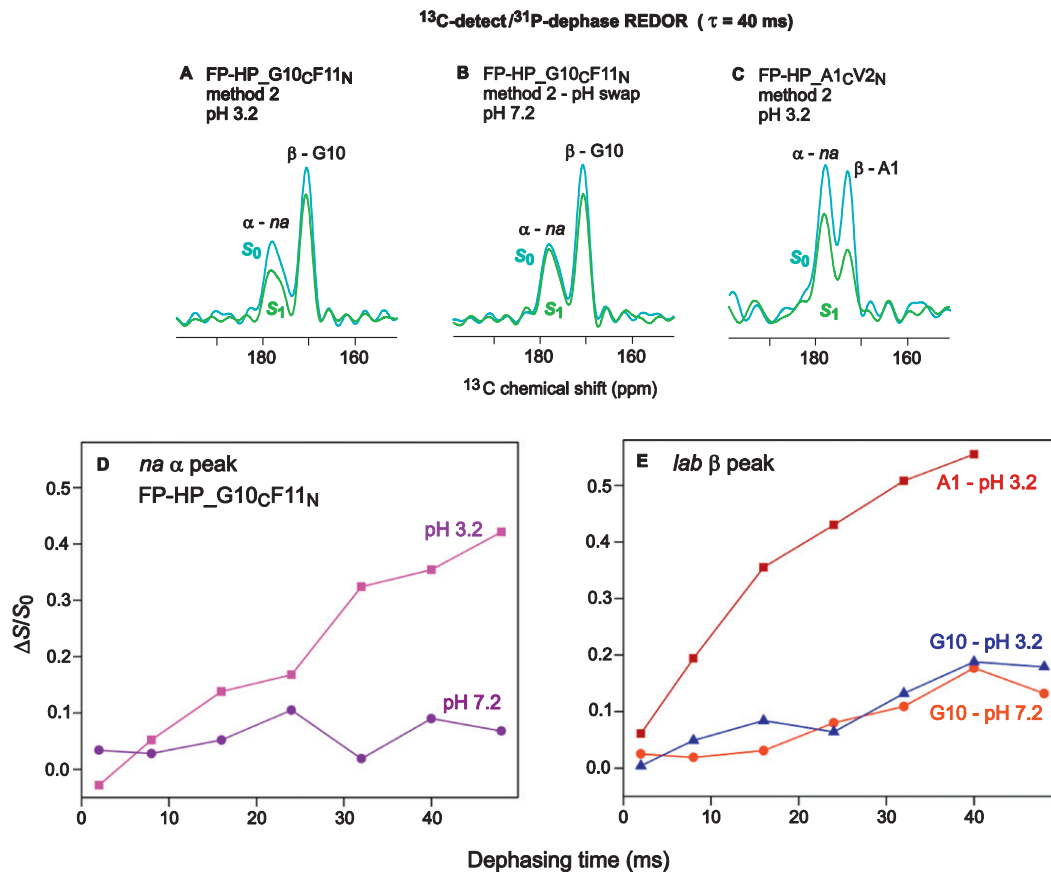 ¹³C-detect/³¹P-dephase REDOR ( τ = 40 ms)
A FP-HP_G10CF11N
method 2
pH 3.2
β - G10
α - na
S0
S1
180
160
B FP-HP_G10CF11N
method 2 - pH swap
pH 7.2
β - G10
α - na
S0
S1
180
160
C FP-HP_A1CV2N
method 2
pH 3.2
α - na
β - A1
S0
S1
180
160
¹³C chemical shift (ppm)
D na α peak
FP-HP_G10CF11N
pH 3.2
pH 7.2
ΔS/S0
0.5
0.4
0.3
0.2
0.1
0.0
0
10
20
30
40
E lab β peak
A1 - pH 3.2
G10 - pH 3.2
G10 - pH 7.2
0.5
0.4
0.3
0.2
0.1
0.0
0
10
20
30
40
Dephasing time (ms)